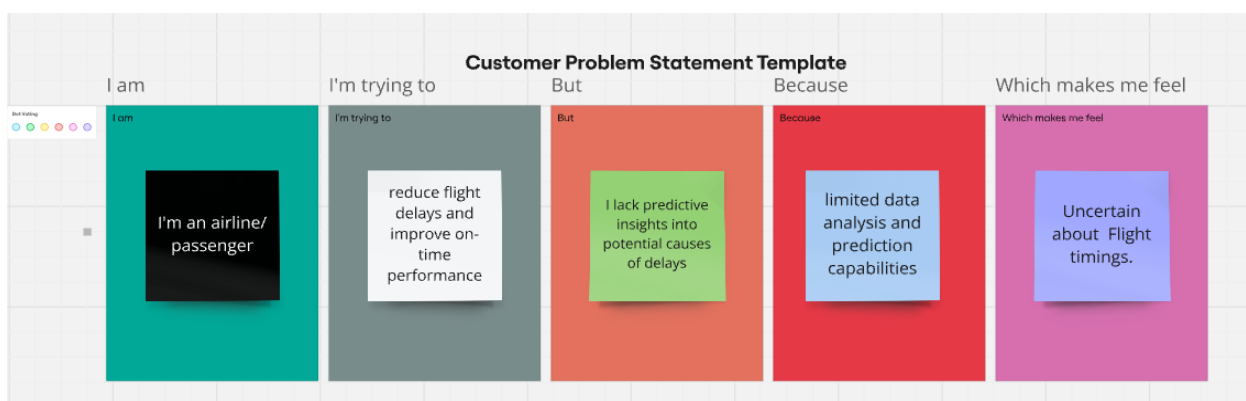 Customer Problem Statement Template
I am
I'm trying to
But
Because
Which makes me feel
Dot Voting
I am
I'm an airline/
passenger
I'm trying to
reduce flight
delays and
improve on-
time
performance
But
I lack predictive
insights into
potential causes
of delays
Because
limited data
analysis and
prediction
capabilities
Which makes me feel
Uncertain
about Flight
timings.